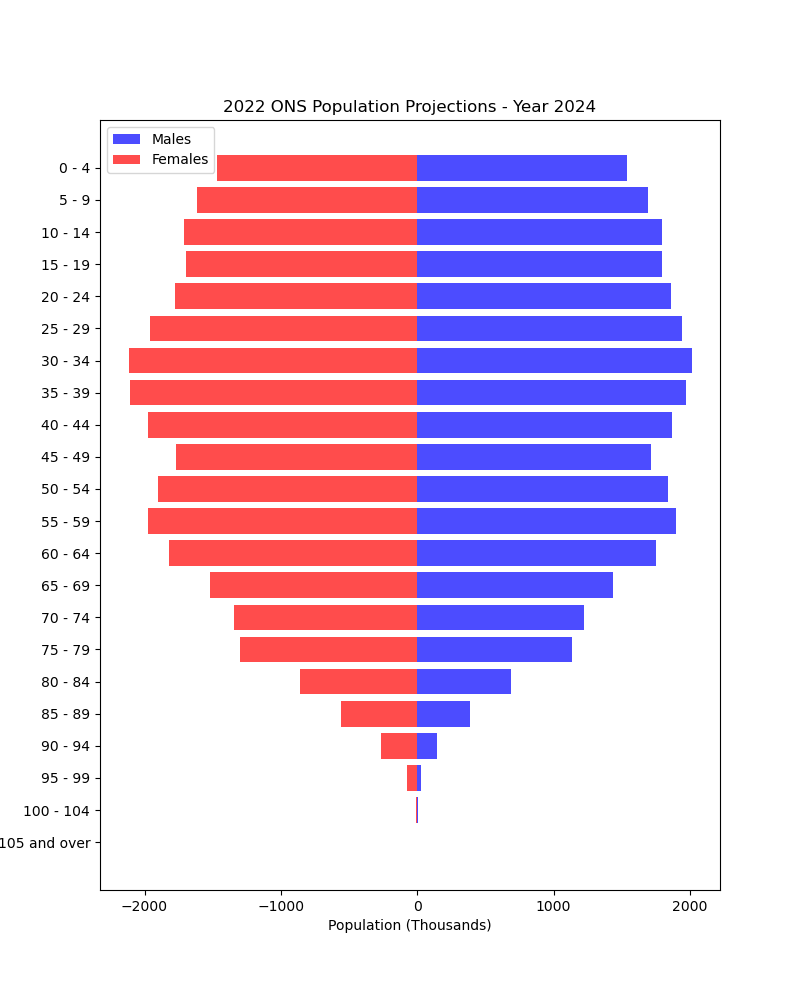 2022 ONS Population Projections - Year 2024
Males
Females
0 - 4
5 - 9
10 - 14
15 - 19
20 - 24
25 - 29
30 - 34
35 - 39
40 - 44
45 - 49
50 - 54
55 - 59
60 - 64
65 - 69
70 - 74
75 - 79
80 - 84
85 - 89
90 - 94
95 - 99
100 - 104
105 and over
−2000 −1000 0 1000 2000
Population (Thousands)